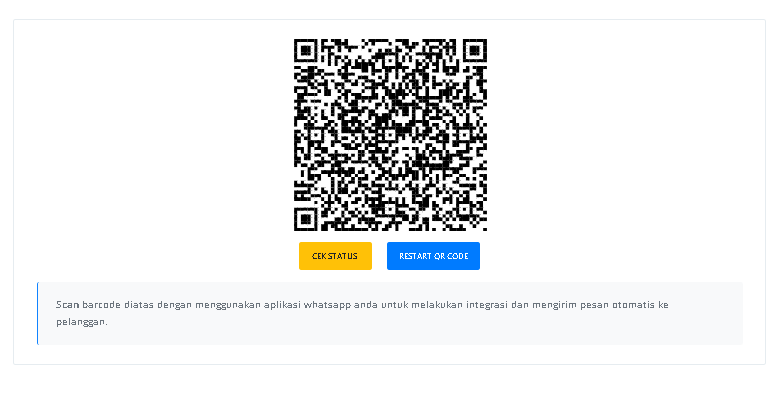 CEK STATUS
RESTART QR CODE
Scan barcode diatas dengan menggunakan aplikasi whatsapp anda untuk melakukan integrasi dan mengirim pesan otomatis ke
pelanggan.